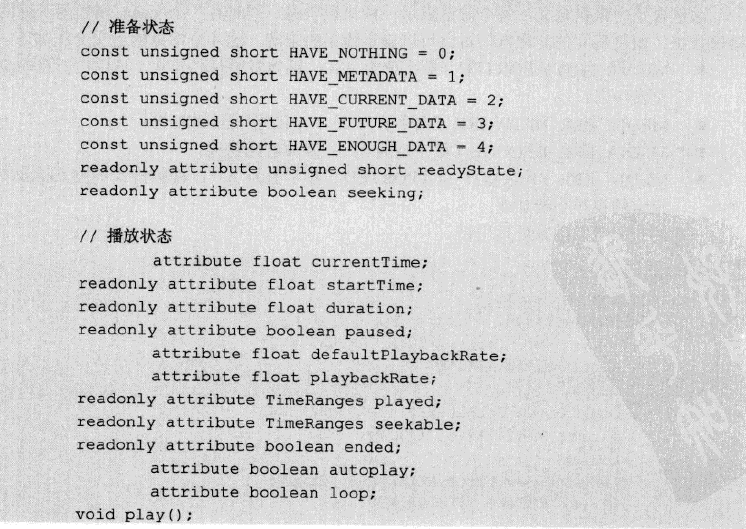 // 准备状态
const unsigned short HAVE_NOTHING = 0;
const unsigned short HAVE_METADATA = 1;
const unsigned short HAVE_CURRENT_DATA = 2;
const unsigned short HAVE_FUTURE_DATA = 3;
const unsigned short HAVE_ENOUGH_DATA = 4;
readonly attribute unsigned short readyState;
readonly attribute boolean seeking;
// 播放状态
attribute float currentTime;
readonly attribute float startTime;
readonly attribute float duration;
readonly attribute boolean paused;
attribute float defaultPlaybackRate;
attribute float playbackRate;
readonly attribute TimeRanges played;
readonly attribute TimeRanges seekable;
readonly attribute boolean ended;
attribute boolean autoplay;
attribute boolean loop;
void play();